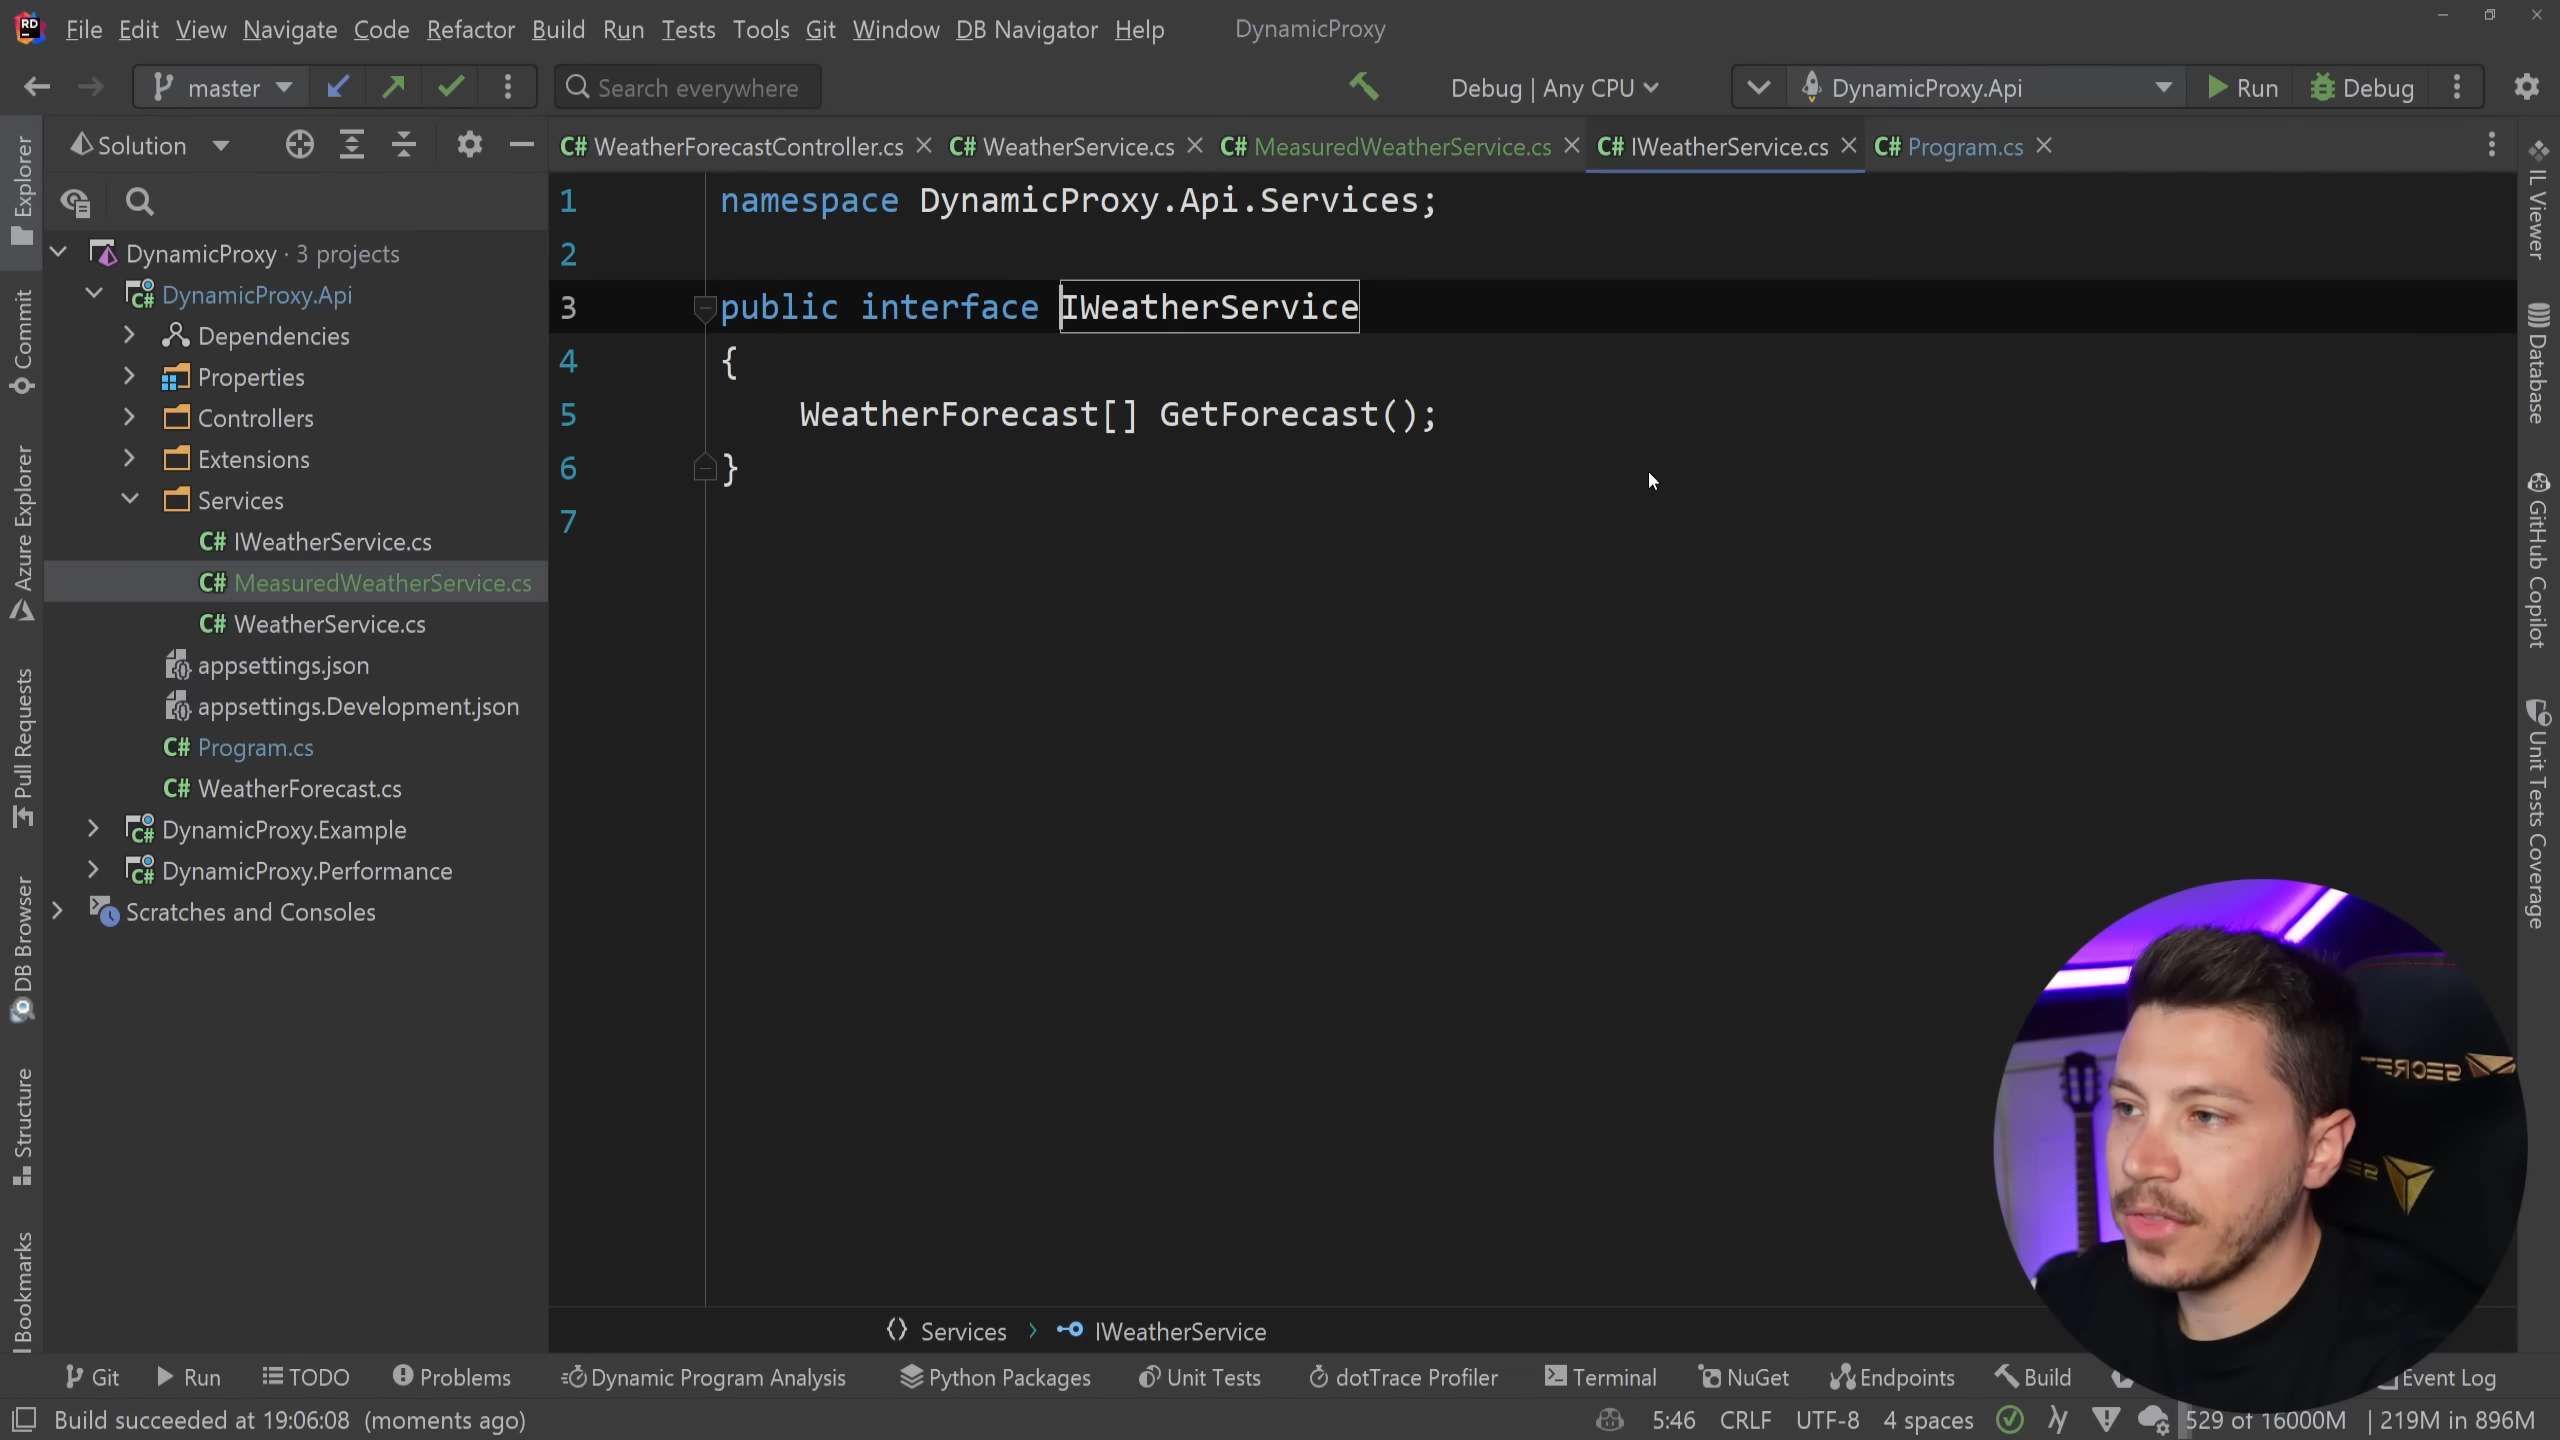 RD File Edit View Navigate Code Refactor Build Run Tests Tools Git Window DB Navigator Help DynamicProxy
master Search everywhere Debug | Any CPU DynamicProxy.Api Run Debug
Solution
C# WeatherForecastController.cs C# WeatherService.cs C# MeasuredWeatherService.cs C# IWeatherService.cs C# Program.cs
Explorer
Commit
Azure Explorer
Pull Requests
DB Browser
Structure
Bookmarks
DynamicProxy · 3 projects
C# DynamicProxy.Api
Dependencies
Properties
Controllers
Extensions
Services
C# IWeatherService.cs
C# MeasuredWeatherService.cs
C# WeatherService.cs
appsettings.json
appsettings.Development.json
C# Program.cs
C# WeatherForecast.cs
C# DynamicProxy.Example
C# DynamicProxy.Performance
Scratches and Consoles
1 namespace DynamicProxy.Api.Services;
2
3 public interface IWeatherService
4 {
5 WeatherForecast[] GetForecast();
6 }
7
IL Viewer
Database
GitHub Copilot
Unit Tests Coverage
Services › IWeatherService
Git Run TODO Problems Dynamic Program Analysis Python Packages Unit Tests dotTrace Profiler Terminal NuGet Endpoints Build Event Log
Build succeeded at 19:06:08 (moments ago) 5:46 CRLF UTF-8 4 spaces 529 of 16000M | 219M in 896M